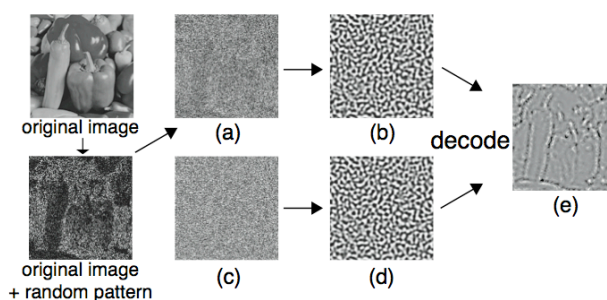 original image
original image
+ random pattern
(a)
(b)
(c)
(d)
decode
(e)